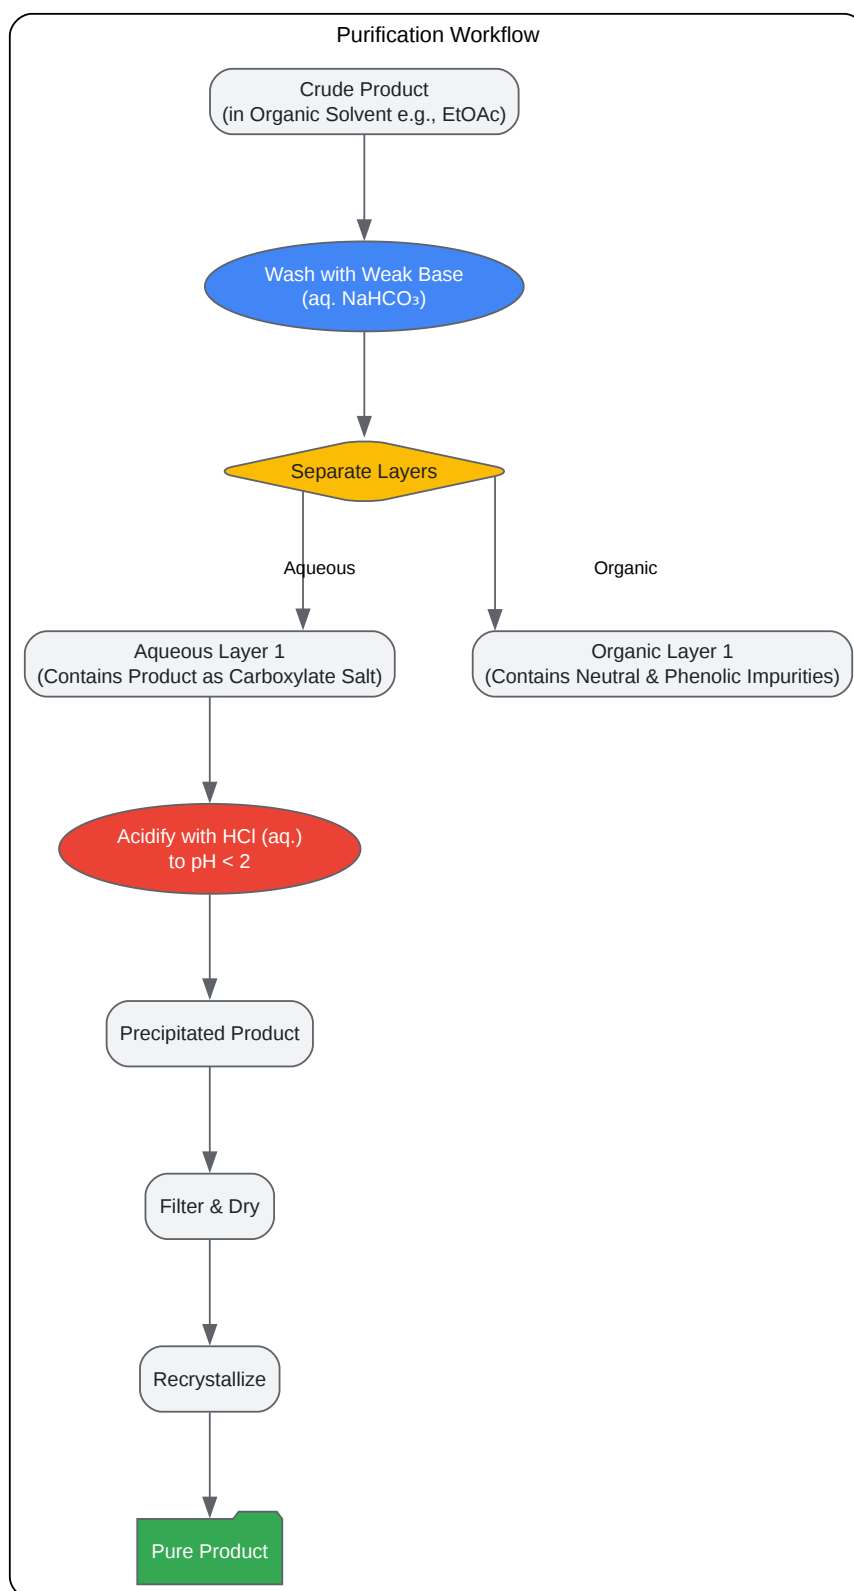 Purification Workflow
Crude Product
(in Organic Solvent e.g., EtOAc)
Wash with Weak Base
(aq. NaHCO₃)
Separate Layers
Aqueous
Organic
Aqueous Layer 1
(Contains Product as Carboxylate Salt)
Organic Layer 1
(Contains Neutral & Phenolic Impurities)
Acidify with HCl (aq.)
to pH < 2
Precipitated Product
Filter & Dry
Recrystallize
Pure Product